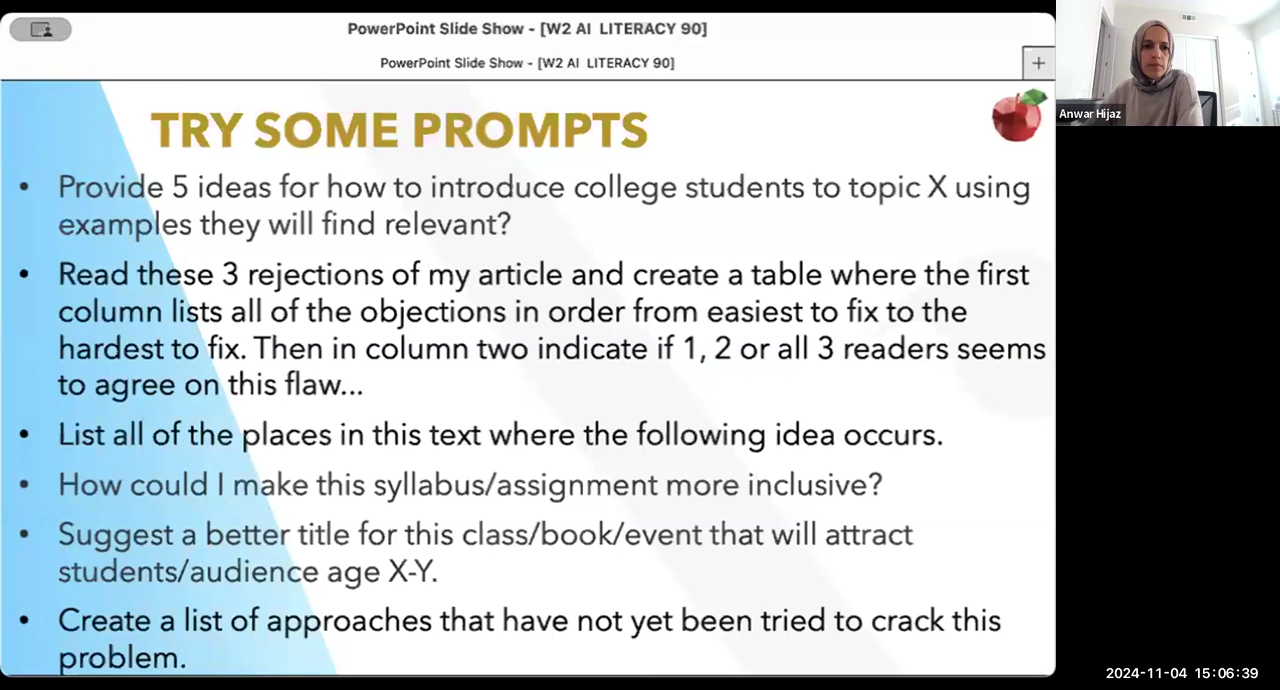 PowerPoint Slide Show - [W2 AI LITERACY 90]
PowerPoint Slide Show - [W2 AI LITERACY 90]
+
Anwar Hijaz
TRY SOME PROMPTS
• Provide 5 ideas for how to introduce college students to topic X using
examples they will find relevant?
• Read these 3 rejections of my article and create a table where the first
column lists all of the objections in order from easiest to fix to the
hardest to fix. Then in column two indicate if 1, 2 or all 3 readers seems
to agree on this flaw...
• List all of the places in this text where the following idea occurs.
• How could I make this syllabus/assignment more inclusive?
• Suggest a better title for this class/book/event that will attract
students/audience age X-Y.
• Create a list of approaches that have not yet been tried to crack this
problem.
2024-11-04 15:06:39